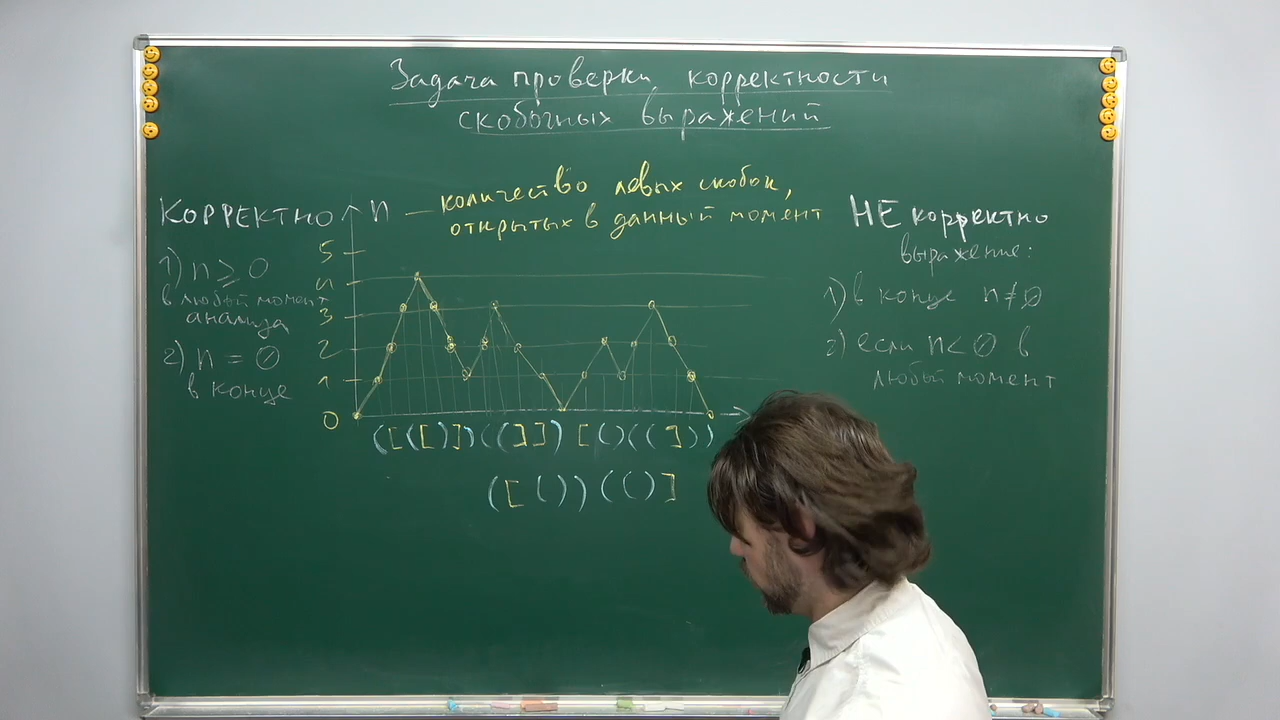 Задача проверки корректности
скобочных выражений
Корректно
n — количество левых скобок,
открытых в данный момент
1) n ≥ 0
в любой момент
анализа
2) n = 0
в конце
5
4
3
2
1
0
([([)])((]])[()((]))
([())(()]
НЕ корректно
выражение:
1) в конце n ≠ 0
2) если n < 0 в
любый момент